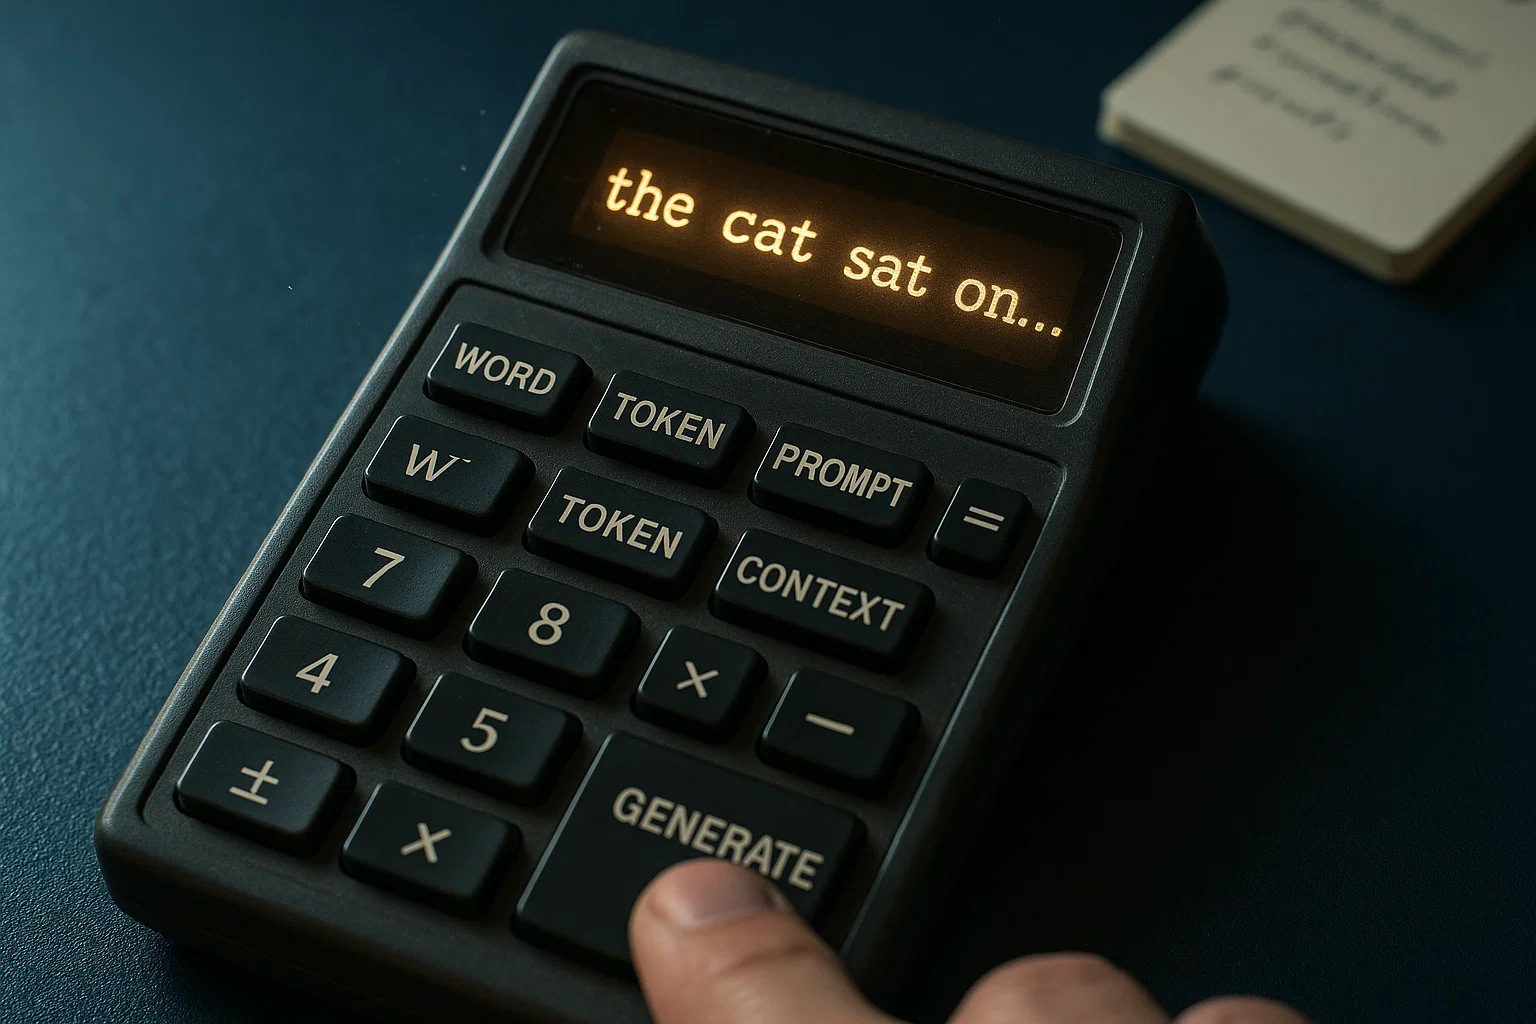 the cat sat on...
WORD
TOKEN
PROMPT
=
W
TOKEN
CONTEXT
7
8
×
−
4
5
±
×
GENERATE